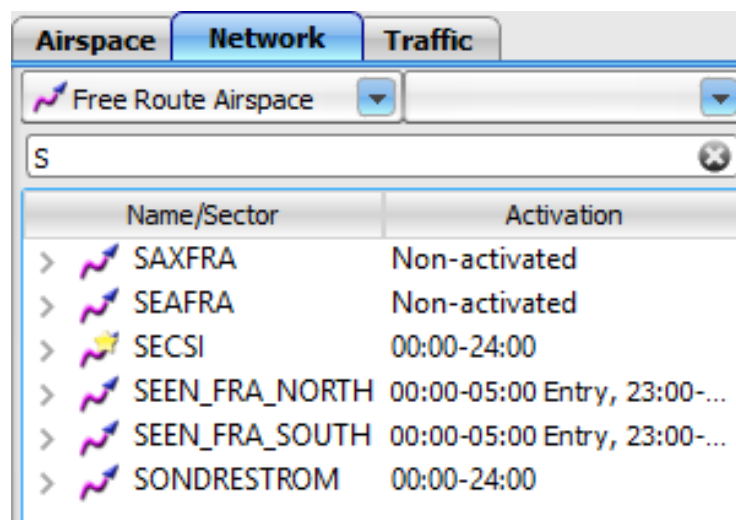 Airspace Network Traffic
Free Route Airspace
S
Name/Sector Activation
SAXFRA Non-activated
SEAFRA Non-activated
SECSI 00:00-24:00
SEEN_FRA_NORTH 00:00-05:00 Entry, 23:00-...
SEEN_FRA_SOUTH 00:00-05:00 Entry, 23:00-...
SONDRESTROM 00:00-24:00